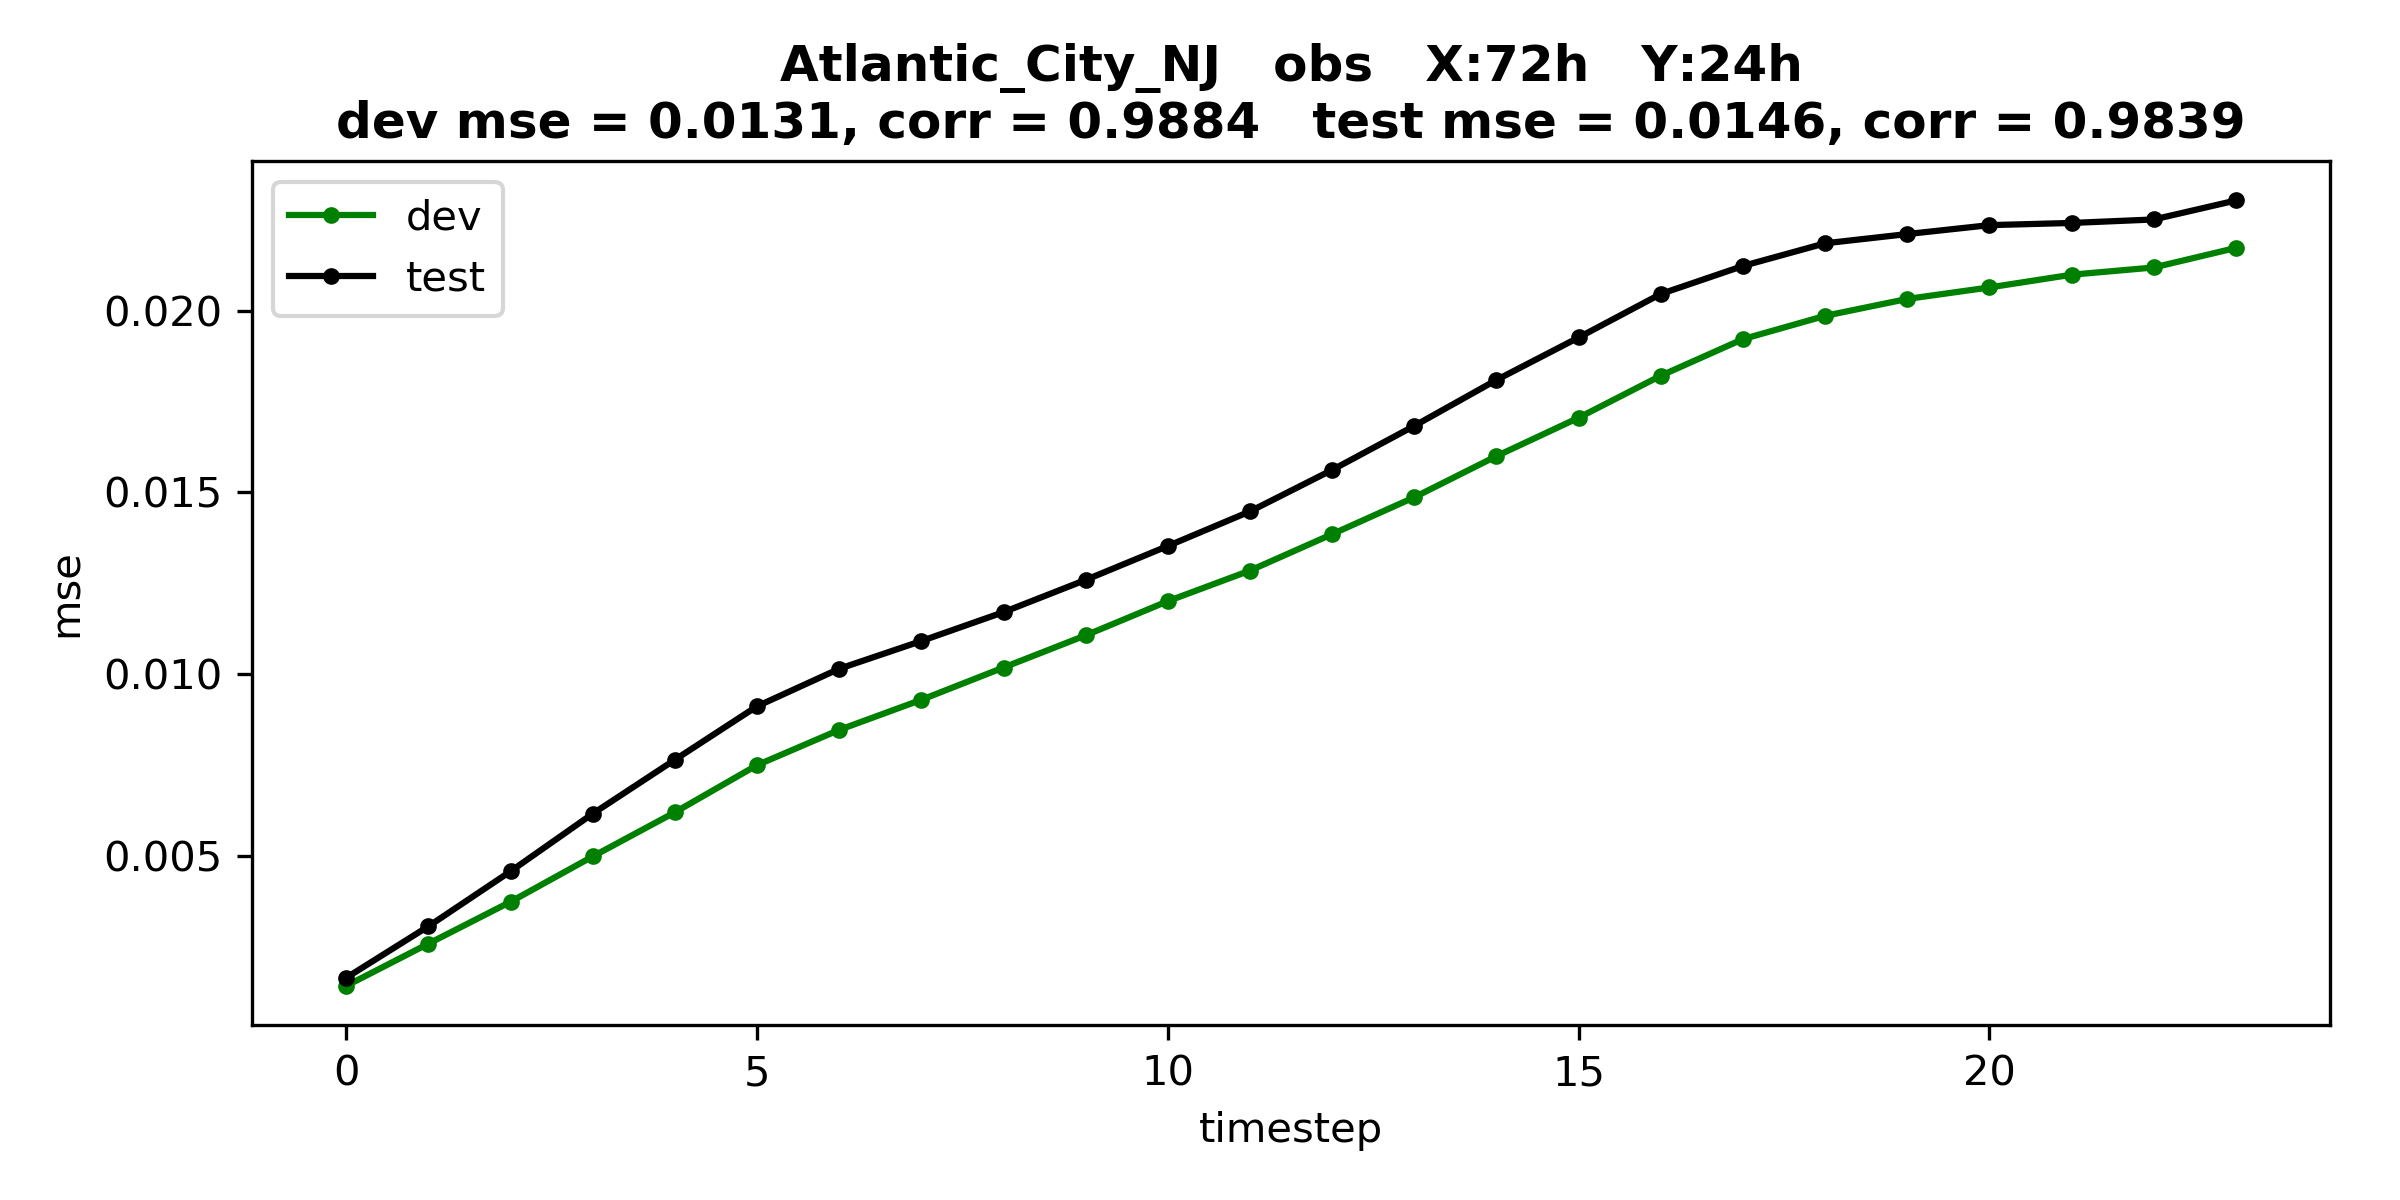 Atlantic_City_NJ   obs   X:72h   Y:24h
dev mse = 0.0131, corr = 0.9884   test mse = 0.0146, corr = 0.9839
dev
test
0.020
0.015
0.010
0.005
mse
0 5 10 15 20
timestep